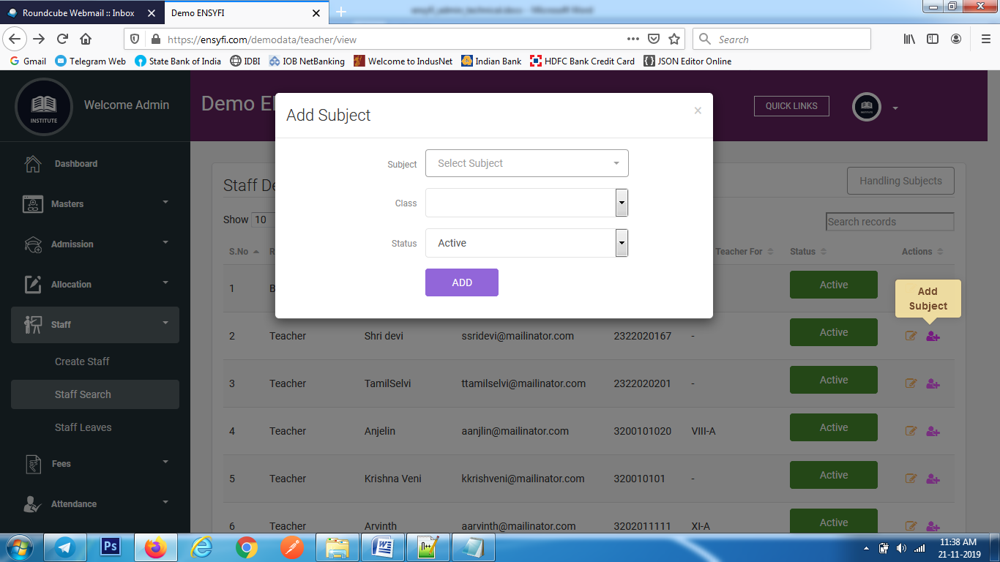 Roundcube Webmail :: Inbox
Demo ENSYFI
ensyfi_admin_technical.docx - Microsoft Word
https://ensyfi.com/demodata/teacher/view
Search
Gmail
Telegram Web
State Bank of India
IDBI
IOB NetBanking
Welcome to IndusNet
Indian Bank
HDFC Bank Credit Card
JSON Editor Online
INSTITUTE
Welcome Admin
Demo E
QUICK LINKS
Dashboard
Masters
Admission
Allocation
Staff
Create Staff
Staff Search
Staff Leaves
Fees
Attendance
Add Subject ×
Subject Select Subject
Class
Status Active
ADD
Staff De
Handling Subjects
Show 10
Search records
S.No R Teacher For Status Actions
1 B Active
Add
Subject
2 Teacher Shri devi ssridevi@mailinator.com 2322020167 - Active
3 Teacher TamilSelvi ttamilselvi@mailinator.com 2322020201 - Active
4 Teacher Anjelin aanjlin@mailinator.com 3200101020 VIII-A Active
5 Teacher Krishna Veni kkrishveni@mailinator.com 320010101 - Active
6 Teacher Arvinth aarvinth@mailinator.com 3202011111 XI-A Active
Ps
11:38 AM
21-11-2019